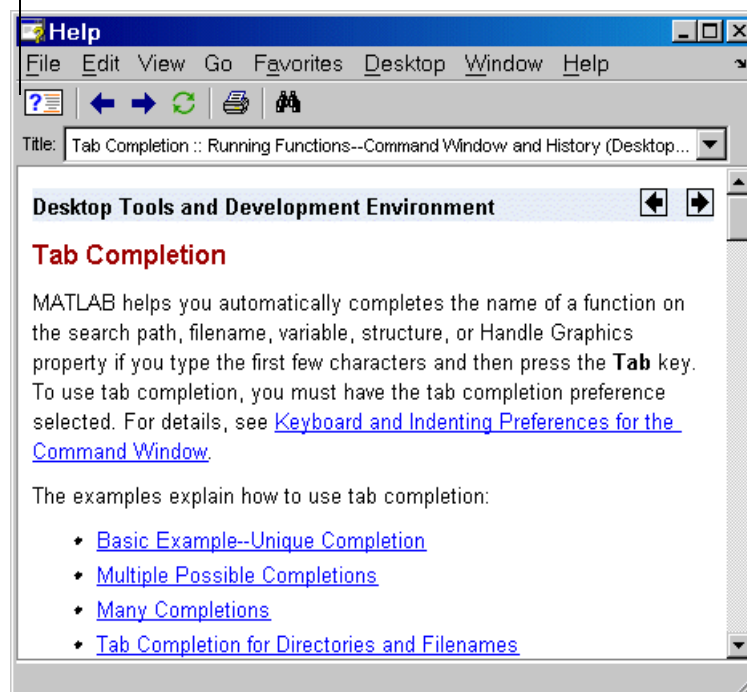 Help
File Edit View Go Favorites Desktop Window Help
?
Title: Tab Completion :: Running Functions--Command Window and History (Desktop...
Desktop Tools and Development Environment
Tab Completion
MATLAB helps you automatically completes the name of a function on
the search path, filename, variable, structure, or Handle Graphics
property if you type the first few characters and then press the Tab key.
To use tab completion, you must have the tab completion preference
selected. For details, see Keyboard and Indenting Preferences for the
Command Window.
The examples explain how to use tab completion:
• Basic Example--Unique Completion
• Multiple Possible Completions
• Many Completions
• Tab Completion for Directories and Filenames